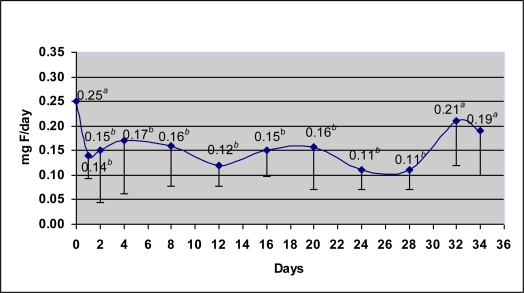 0.35
0.30
0.25
0.20
0.15
0.10
0.05
0.00
mg F/day
0.25ᵃ
0.14ᵇ
0.15ᵇ
0.17ᵇ
0.16ᵇ
0.12ᵇ
0.15ᵇ
0.16ᵇ
0.11ᵇ
0.11ᵇ
0.21ᵃ
0.19ᵃ
0 2 4 6 8 10 12 14 16 18 20 22 24 26 28 30 32 34 36
Days